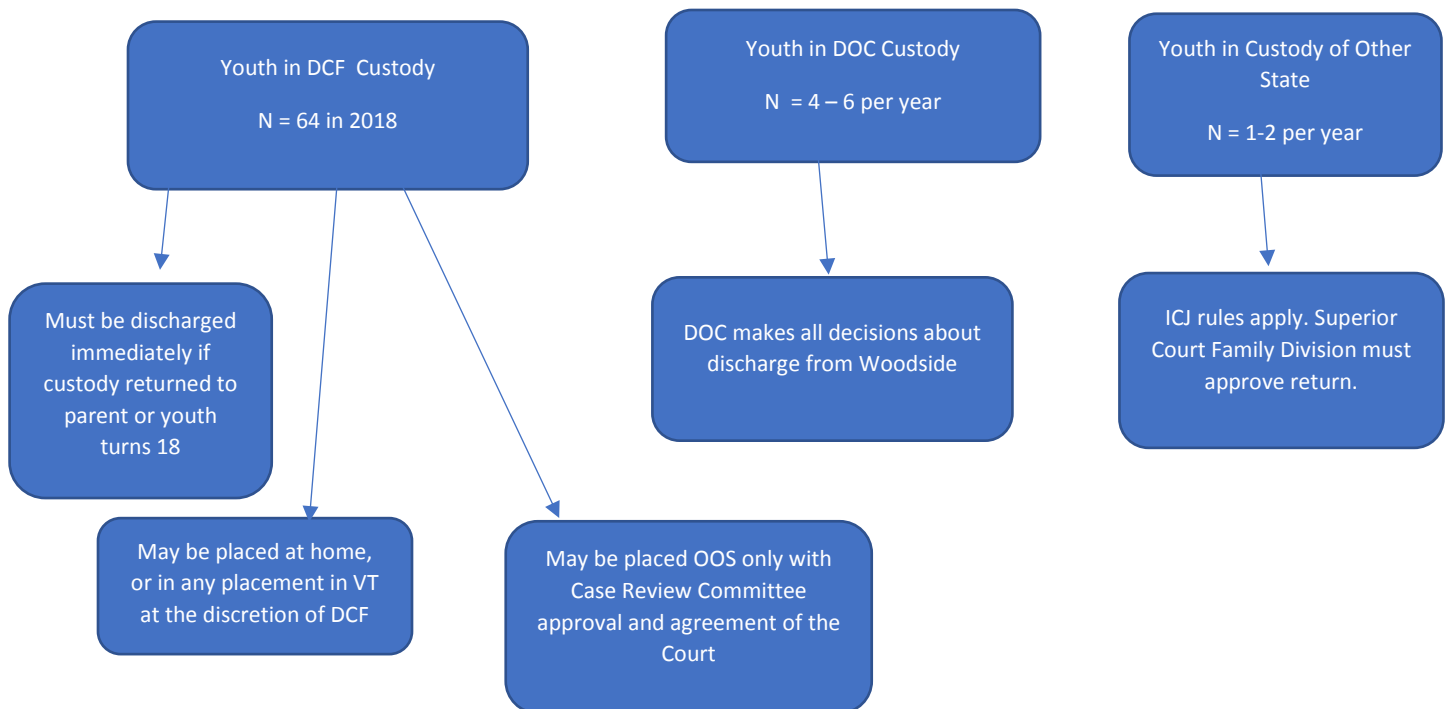 Youth in DCF Custody
N = 64 in 2018
Youth in DOC Custody
N = 4 – 6 per year
Youth in Custody of Other
State
N = 1-2 per year
Must be discharged
immediately if
custody returned to
parent or youth
turns 18
DOC makes all decisions about
discharge from Woodside
ICJ rules apply. Superior
Court Family Division must
approve return.
May be placed at home,
or in any placement in VT
at the discretion of DCF
May be placed OOS only with
Case Review Committee
approval and agreement of the
Court